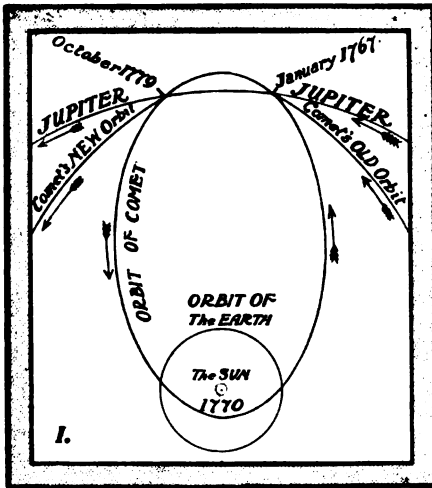 October 1779
January 1767.
JUPITER
JUPITER
Comet's NEW Orbit
Comet's OLD Orbit
ORBIT OF COMET
ORBIT OF
The EARTH
The SUN
1770
I.